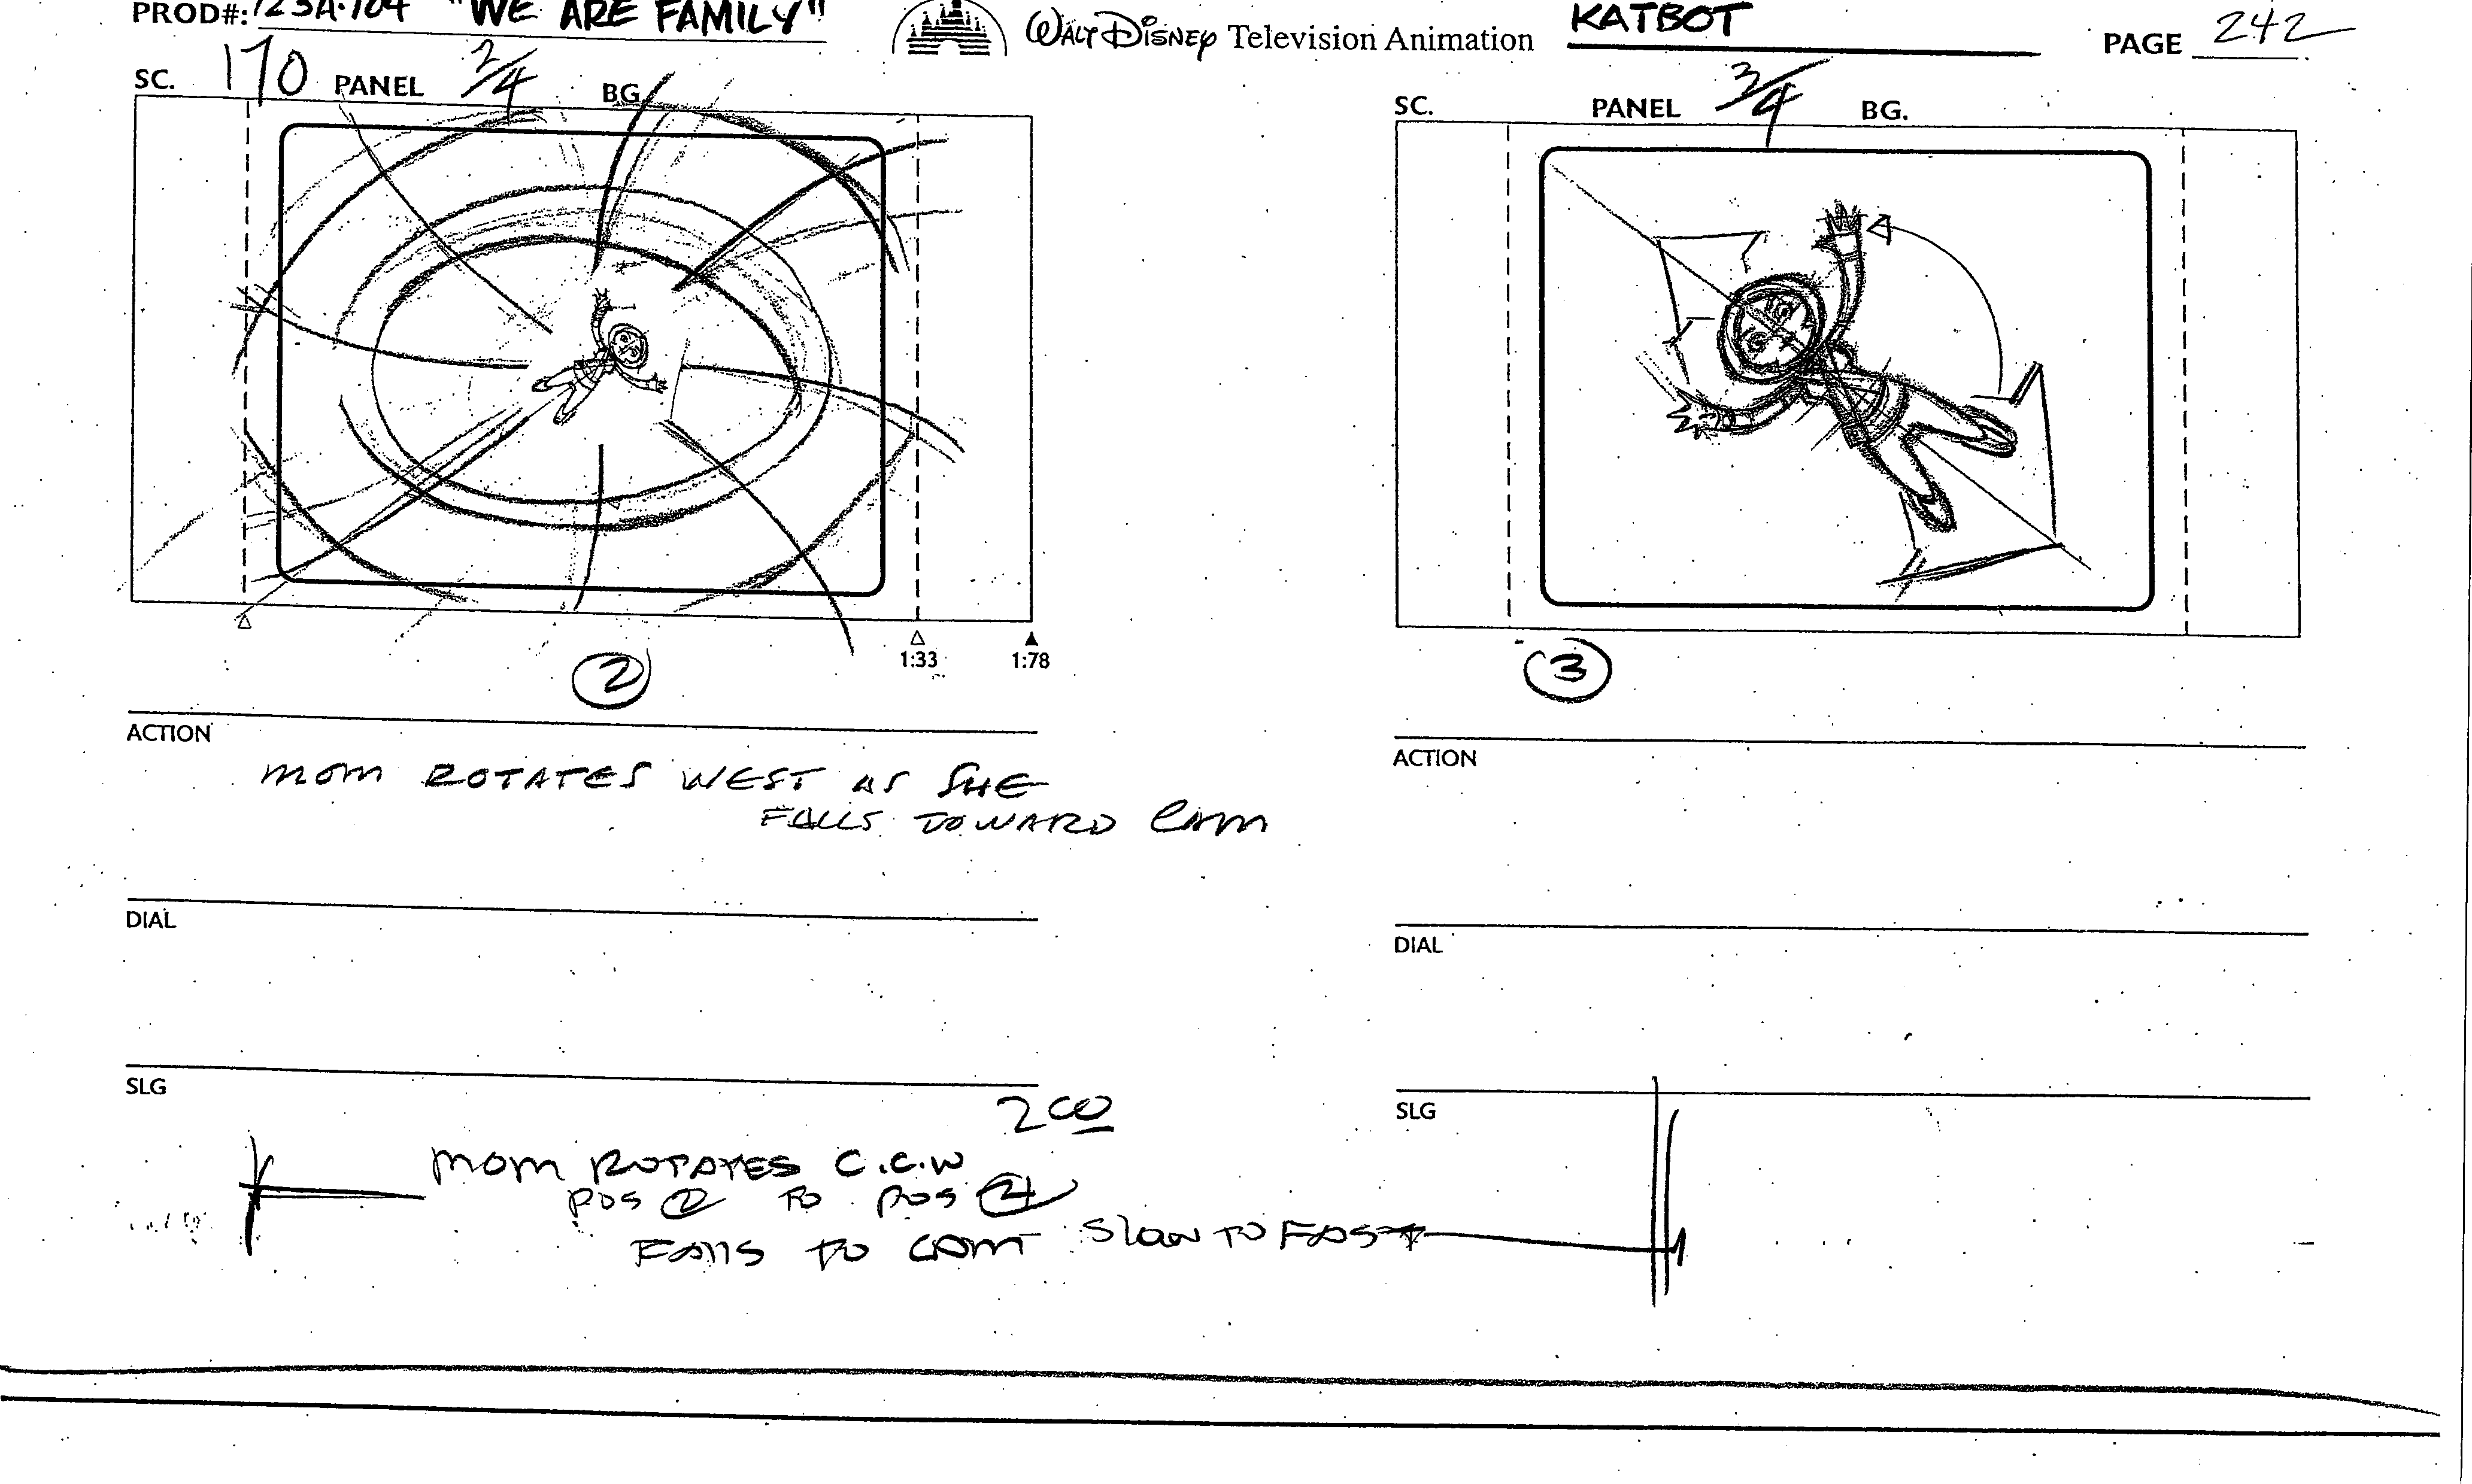 PROD#: 123A·104 "WE ARE FAMILY"
WALT DISNEY Television Animation
KATBOT
PAGE 242
SC. 170 PANEL 2/4 BG
SC. PANEL 3/4 BG.
1:33 1:78
2
3
ACTION
MOM ROTATES WEST AS SHE
FALLS TOWARD CAM
ACTION
DIAL
DIAL
SLG
200
MOM ROTATES C.C.W
POS 2 TO POS 4
FALLS TO CAM SLOW TO FAST
SLG